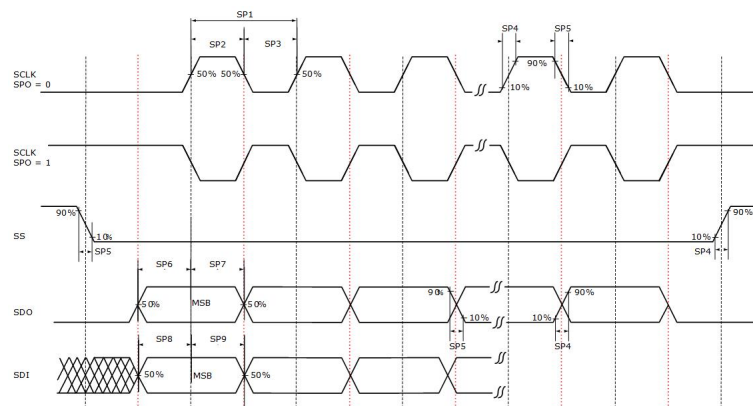 SP1
SP2 SP3 SP4 SP5
SCLK
SPO = 0
50% 50% 50% 90% 10% 10%
SCLK
SPO = 1
SS
90% 10% SP5 10% 90% SP4
SP6 SP7
SDO
50% MSB 50% 90% 10% SP5 90% 10% SP4
SP8 SP9
SDI
50% MSB 50%